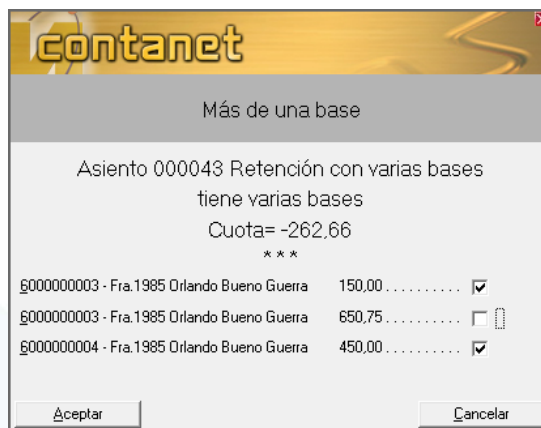 contanet
Más de una base
Asiento 000043 Retención con varias bases
tiene varias bases
Cuota= -262,66
***
6000000003 - Fra.1985 Orlando Bueno Guerra 150,00 . . . . . . . . . .
6000000003 - Fra.1985 Orlando Bueno Guerra 650,75 . . . . . . . . . .
6000000004 - Fra.1985 Orlando Bueno Guerra 450,00 . . . . . . . . . .
Aceptar Cancelar